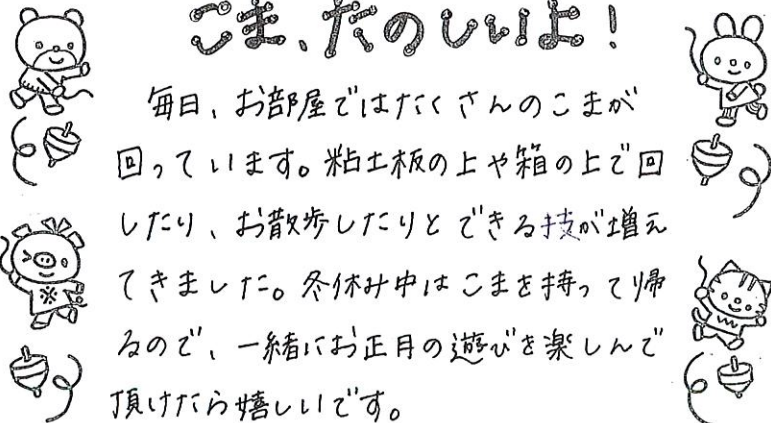 こま、たのしいよ!
毎日、お部屋ではたくさんのこまが
回っています。粘土板の上や箱の上で回
したり、お散歩したりとできる技が増え
てきました。冬休み中はこまを持って帰
るので、一緒にお正月の遊びを楽しんで
頂けたら嬉しいです。